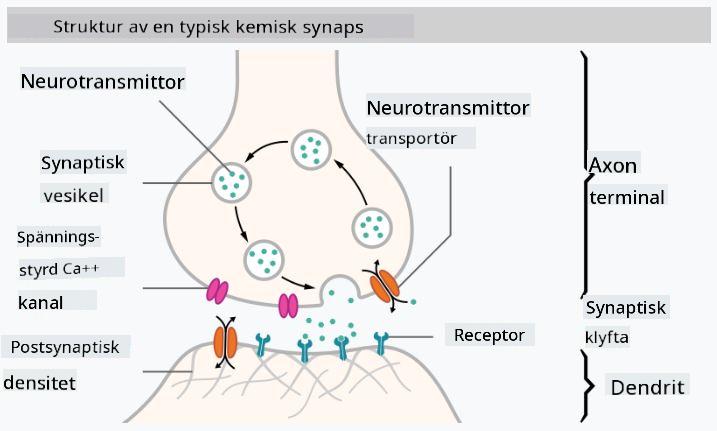 Struktur av en typisk kemisk synaps
Neurotransmittor
Neurotransmittor
transportör
Synaptisk
vesikel
Axon
terminal
Spännings-
styrd Ca++
kanal
Synaptisk
klyfta
Receptor
Postsynaptisk
densitet
Dendrit